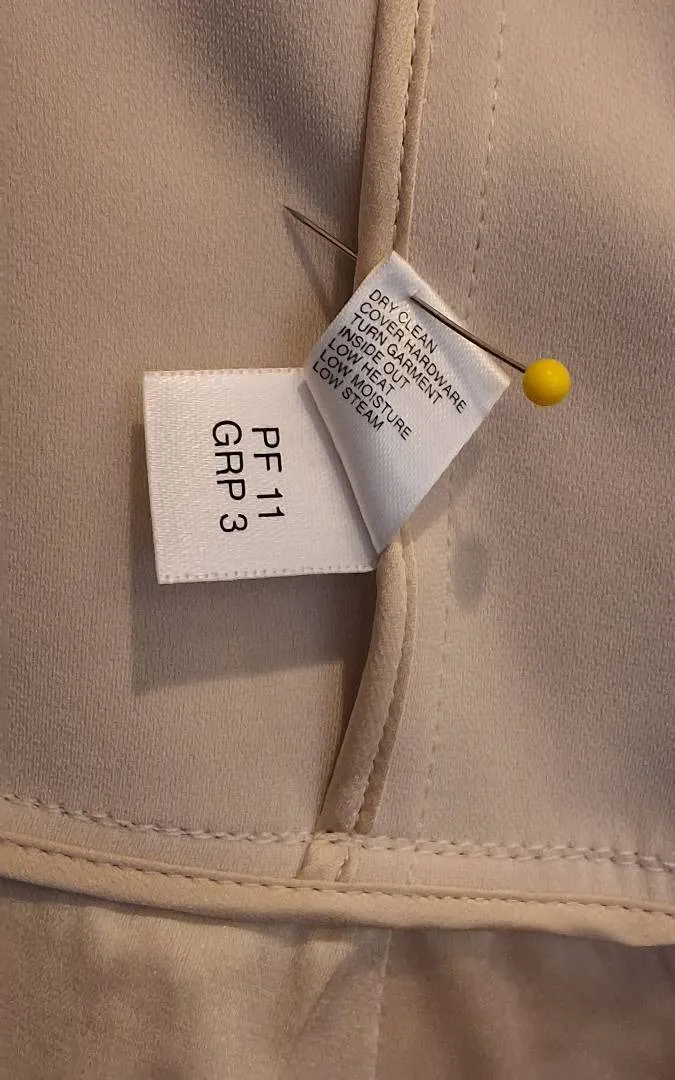 DRY CLEAN
COVER HARDWARE
TURN GARMENT
INSIDE OUT
LOW HEAT
LOW MOISTURE
LOW STEAM
PF 11
GRP 3